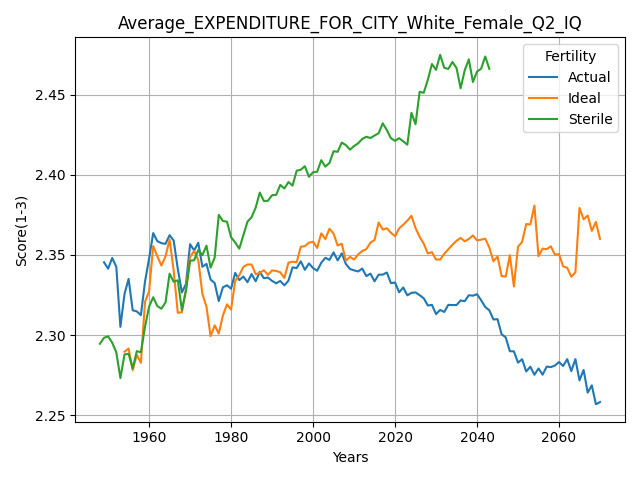 Average_EXPENDITURE_FOR_CITY_White_Female_Q2_IQ
Fertility
Actual
Ideal
Sterile
Score(1-3)
2.45
2.40
2.35
2.30
2.25
1960 1980 2000 2020 2040 2060
Years